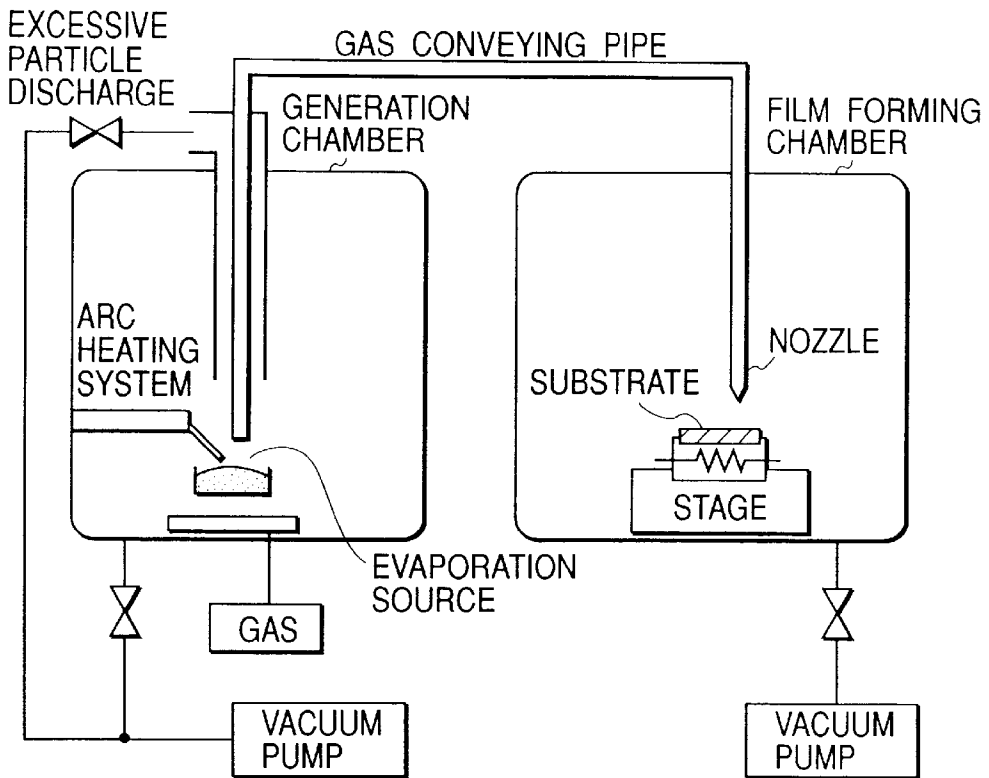 EXCESSIVE
PARTICLE
DISCHARGE
GAS CONVEYING PIPE
GENERATION
CHAMBER
FILM FORMING
CHAMBER
ARC
HEATING
SYSTEM
NOZZLE
SUBSTRATE
STAGE
EVAPORATION
SOURCE
GAS
VACUUM
PUMP
VACUUM
PUMP